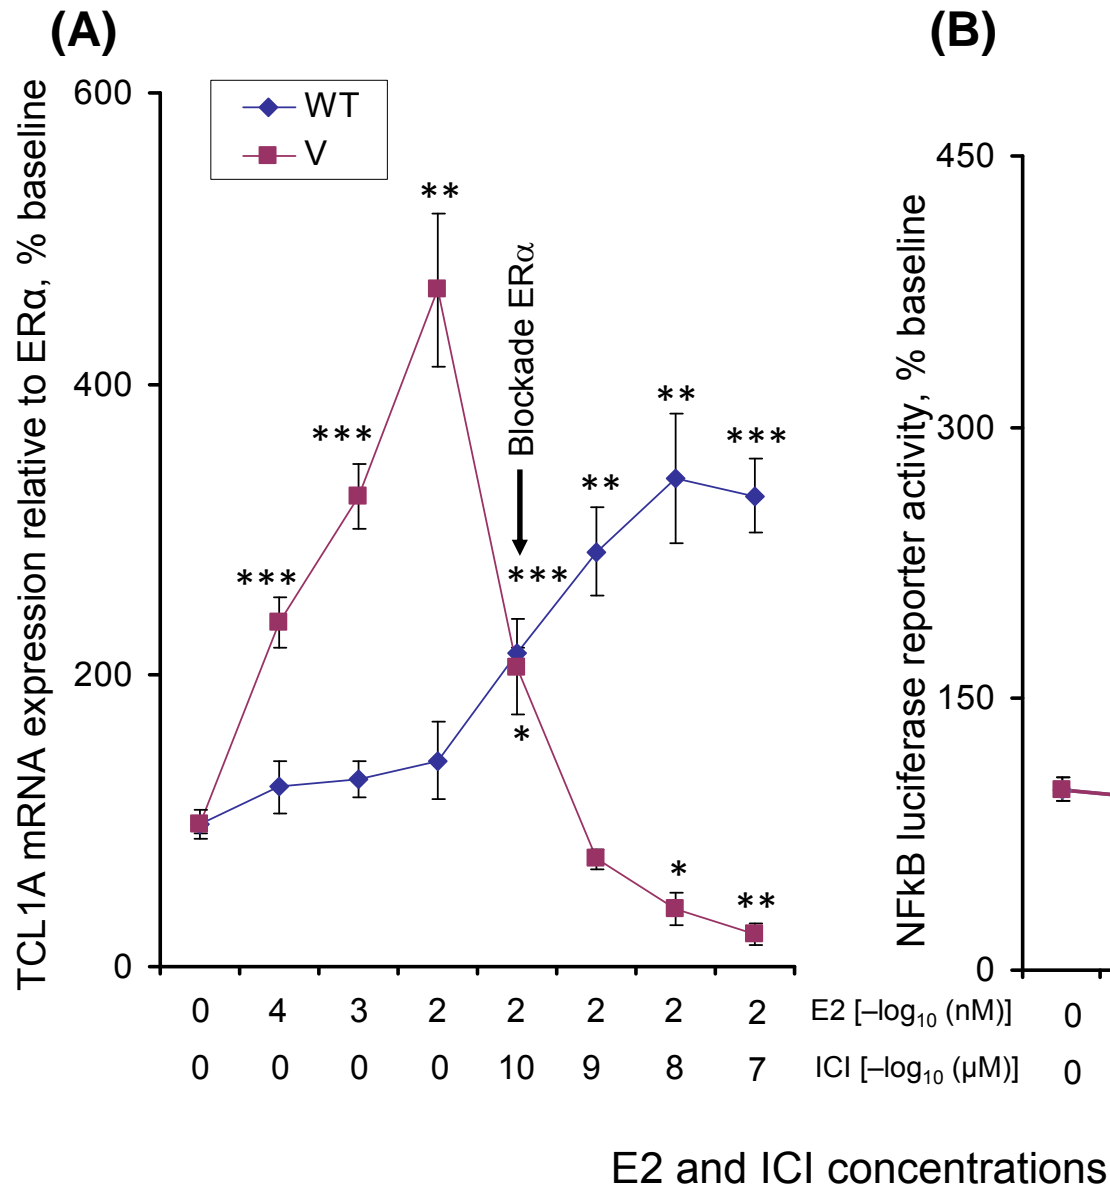 (A)
TCL1A mRNA expression relative to ERα, % baseline
600
400
200
0
WT
V
**
***
***
Blockade ERα
***
*
**
**
***
*
**
0 4 3 2 2 2 2 2 E2 [–log10 (nM)]
0 0 0 0 10 9 8 7 ICI [–log10 (µM)]
(B)
NFkB luciferase reporter activity, % baseline
450
300
150
0
0
0
E2 and ICI concentrations